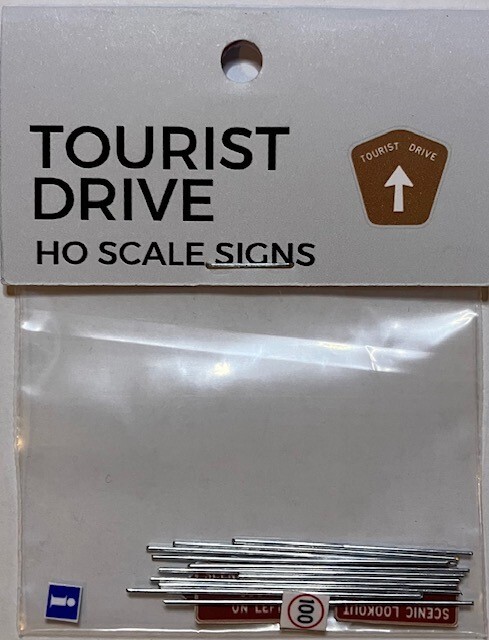 TOURIST
DRIVE
HO SCALE SIGNS
TOURIST DRIVE
i
100
SCENIC LOOKOUT